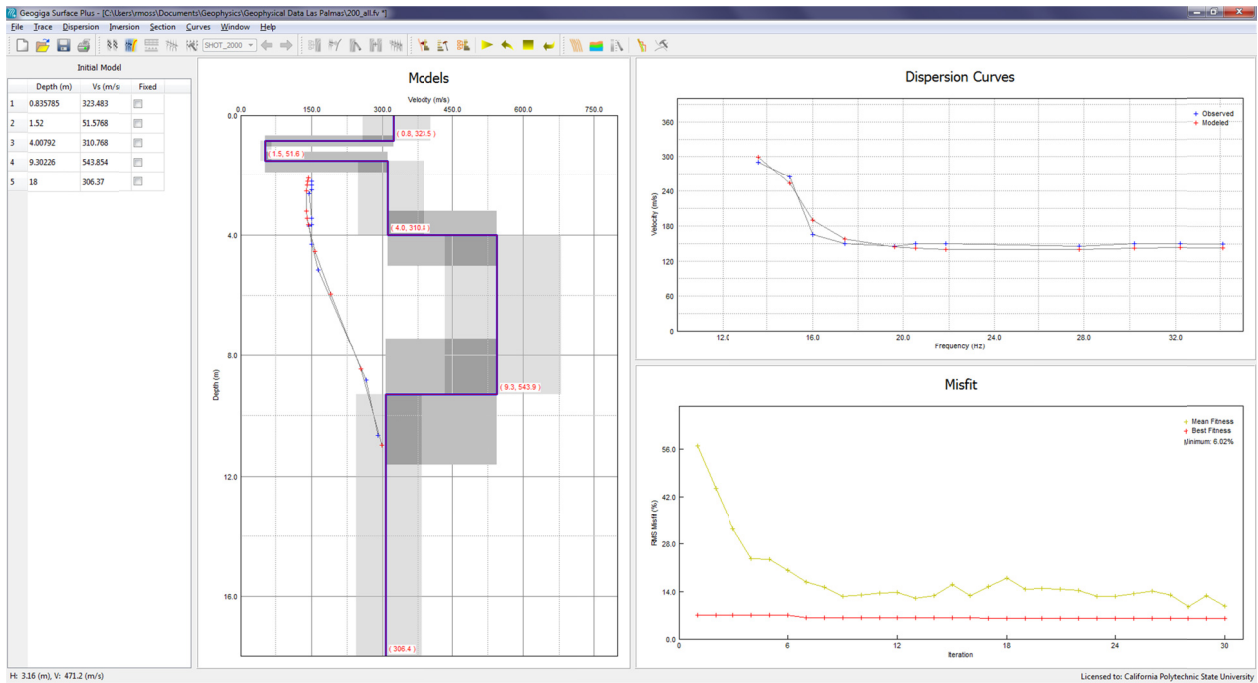 Geogiga Surface Plus - [C:\Users\rmoss\Documents\Geophysics\Geophysical Data Las Palmas\200_all.fv *]
File Trace Dispersion Inversion Section Curves Window Help
SHOT_2000
Initial Model
Depth (m) Vs (m/s Fixed
1 0.835785 323.483
2 1.52 51.5768
3 4.00792 310.768
4 9.30226 543.854
5 18 306.37
Models
Velocity (m/s)
0.0 150.0 300.0 450.0 600.0 750.0
0.0
4.0
8.0
12.0
16.0
Depth (m)
( 0.8, 323.5 )
( 1.5, 51.6 )
( 4.0, 310.8 )
( 9.3, 543.9 )
( 306.4 )
Dispersion Curves
Observed
Modeled
360
300
240
180
120
60
0
Velocity (m/s)
12.0 16.0 20.0 24.0 28.0 32.0
Frequency (Hz)
Misfit
Mean Fitness
Best Fitness
Minimum: 6.02%
56.0
42.0
28.0
14.0
0.0
RMS Misfit (%)
0 6 12 18 24 30
Iteration
H: 3.16 (m), V: 471.2 (m/s)
Licensed to: California Polytechnic State University